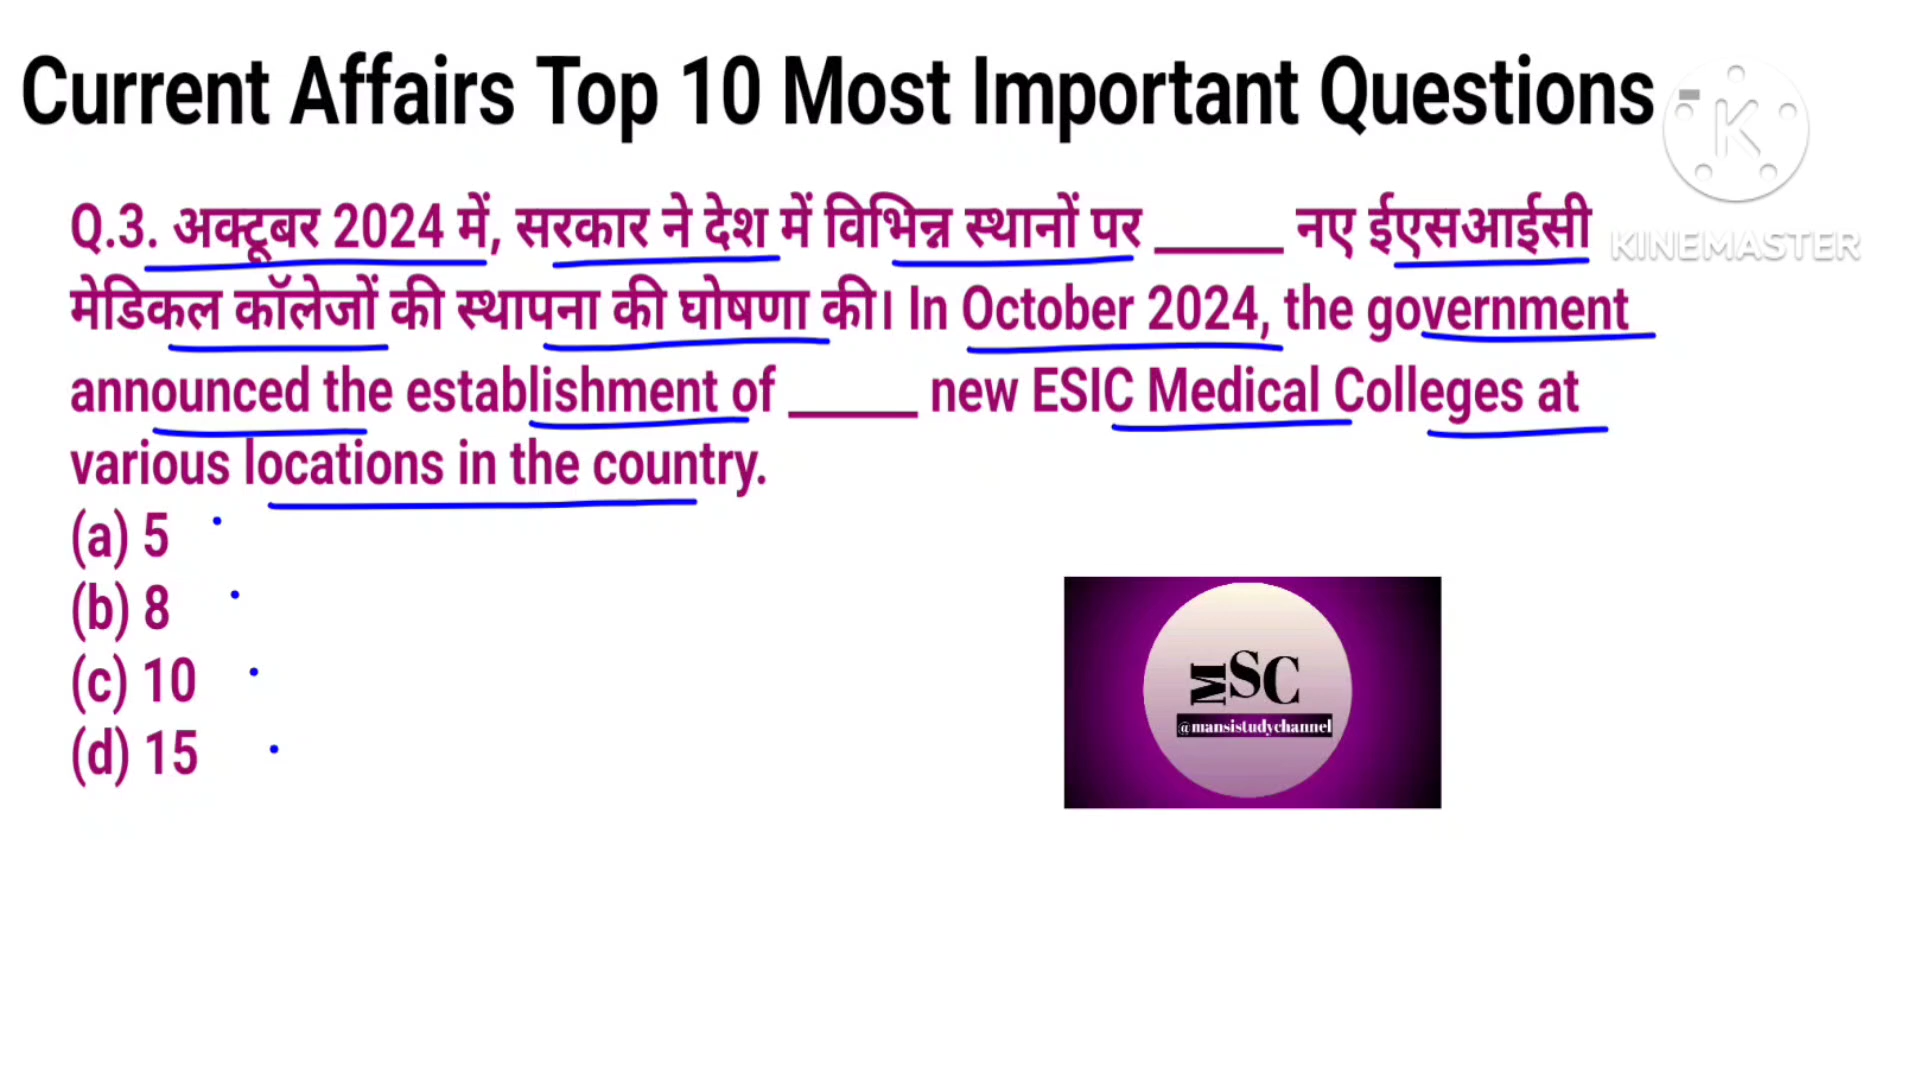 Current Affairs Top 10 Most Important Questions -
Q.3. अक्टूबर 2024 में, सरकार ने देश में विभिन्न स्थानों पर ______ नए ईएसआईसी
मेडिकल कॉलेजों की स्थापना की घोषणा की। In October 2024, the government
announced the establishment of ______ new ESIC Medical Colleges at
various locations in the country.
(a) 5
(b) 8
(c) 10
(d) 15
K
KINEMASTER
MSC
@mansistudychannel